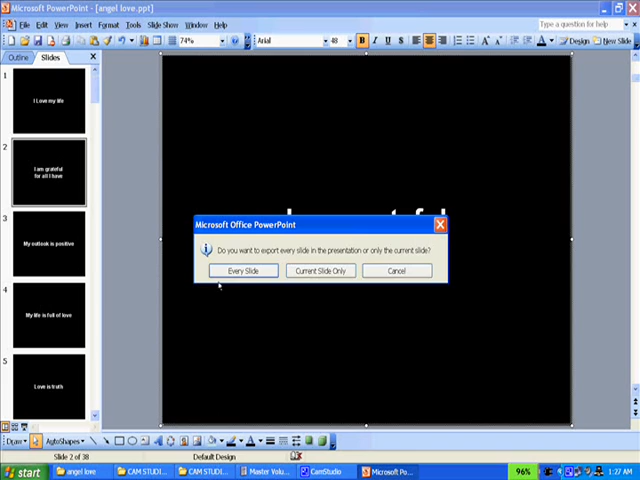 Microsoft PowerPoint - [angel love.ppt]
File Edit View Insert Format Tools Slide Show Window Help
Type a question for help
74%
Arial
48
B I U S
Design
New Slide
Outline
Slides
1
I Love my life
2
I am grateful
for all I have
3
My outlook is positive
4
My life is full of love
5
Love is truth
Microsoft Office PowerPoint
Do you want to export every slide in the presentation or only the current slide?
Every Slide
Current Slide Only
Cancel
Draw
AutoShapes
Slide 2 of 38
Default Design
start
angel love
CAM STUDI...
CAM STUDI...
Master Volu...
CamStudio
Microsoft Po...
96%
1:27 AM